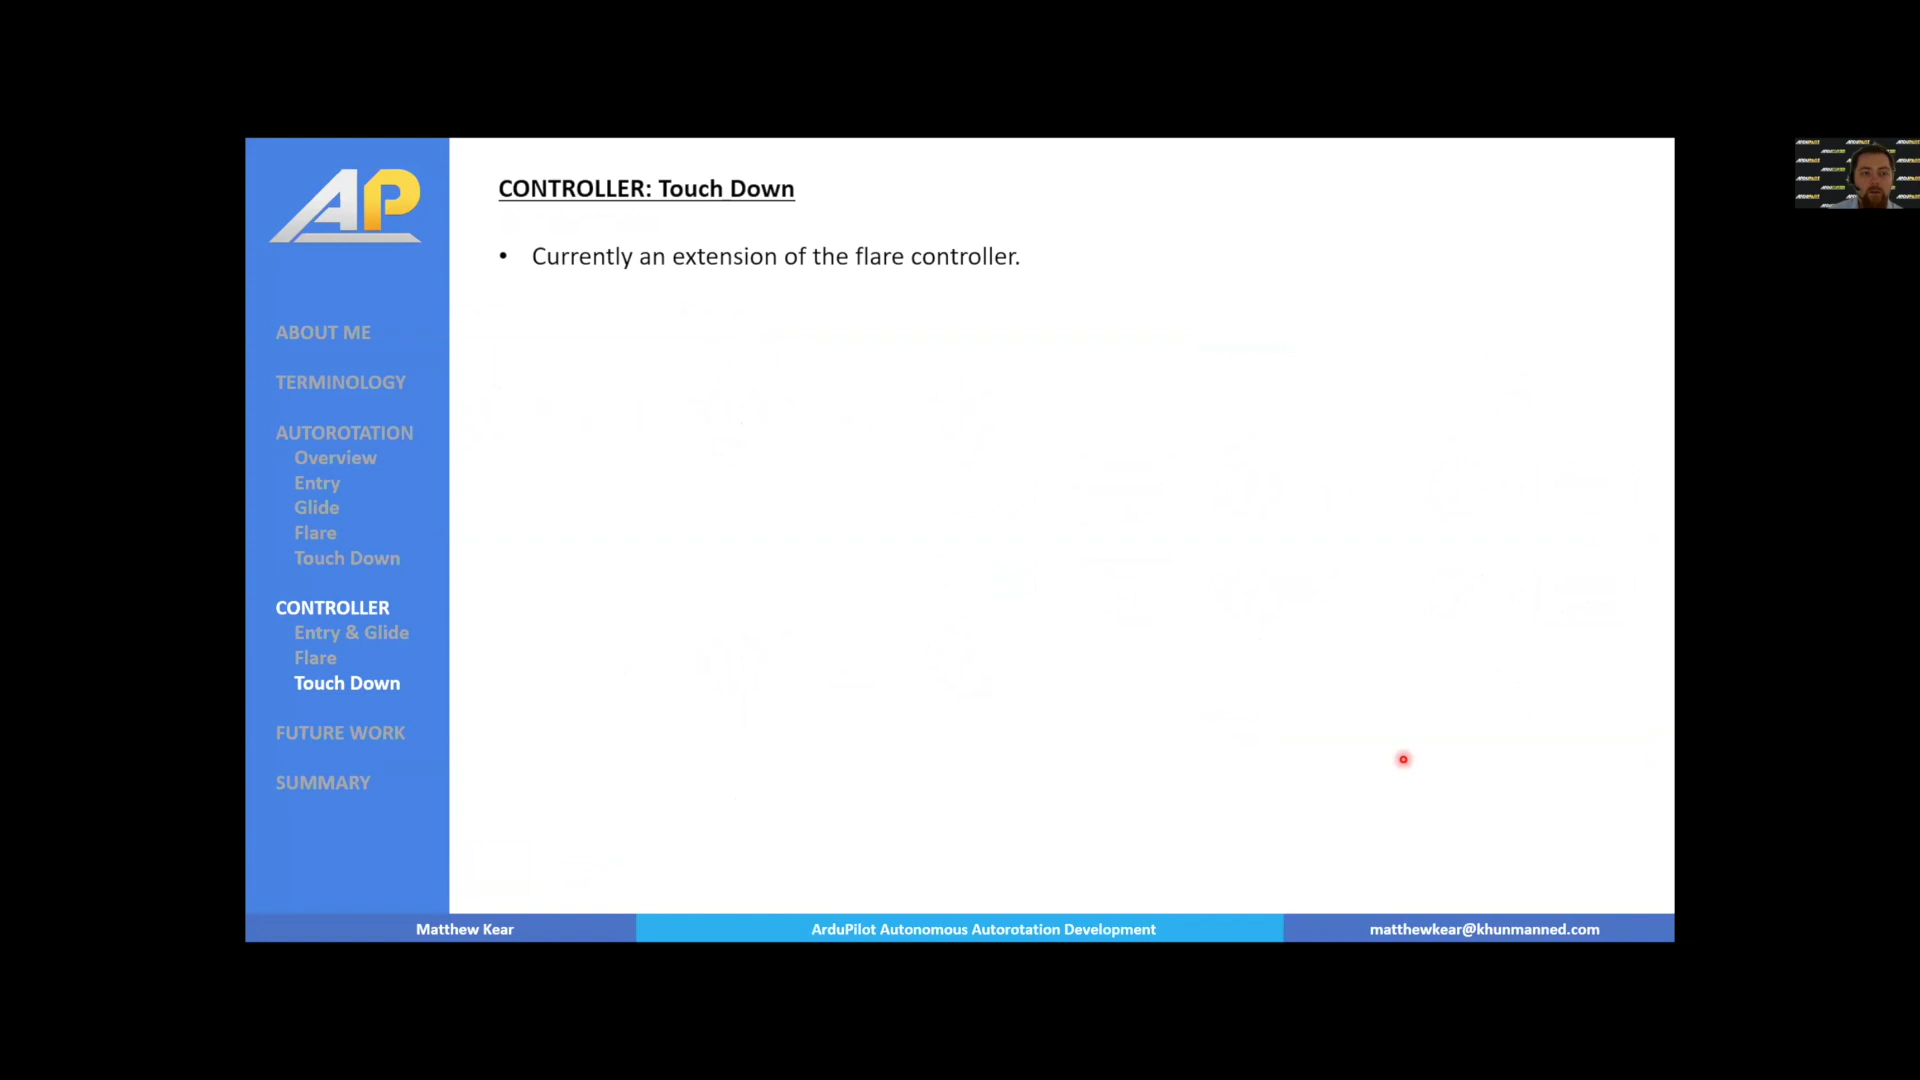 AP
ABOUT ME
TERMINOLOGY
AUTOROTATION
Overview
Entry
Glide
Flare
Touch Down
CONTROLLER
Entry & Glide
Flare
Touch Down
FUTURE WORK
SUMMARY
CONTROLLER: Touch Down
• Currently an extension of the flare controller.
Matthew Kear
ArduPilot Autonomous Autorotation Development
matthewkear@khunmanned.com